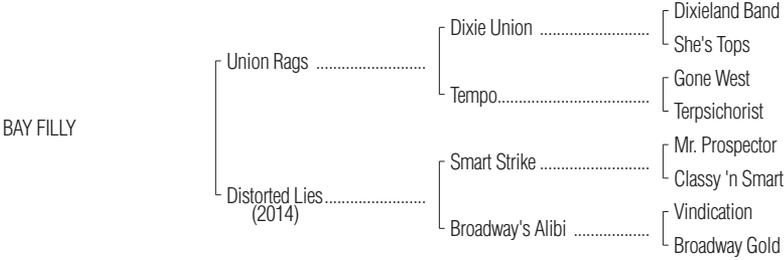 Dixieland Band
Dixie Union ..........................
She's Tops
Union Rags ..........................
Gone West
Tempo....................................
Terpsichorist
BAY FILLY
Mr. Prospector
Smart Strike ..........................
Classy 'n Smart
Distorted Lies........................
(2014)
Vindication
Broadway's Alibi ..................
Broadway Gold